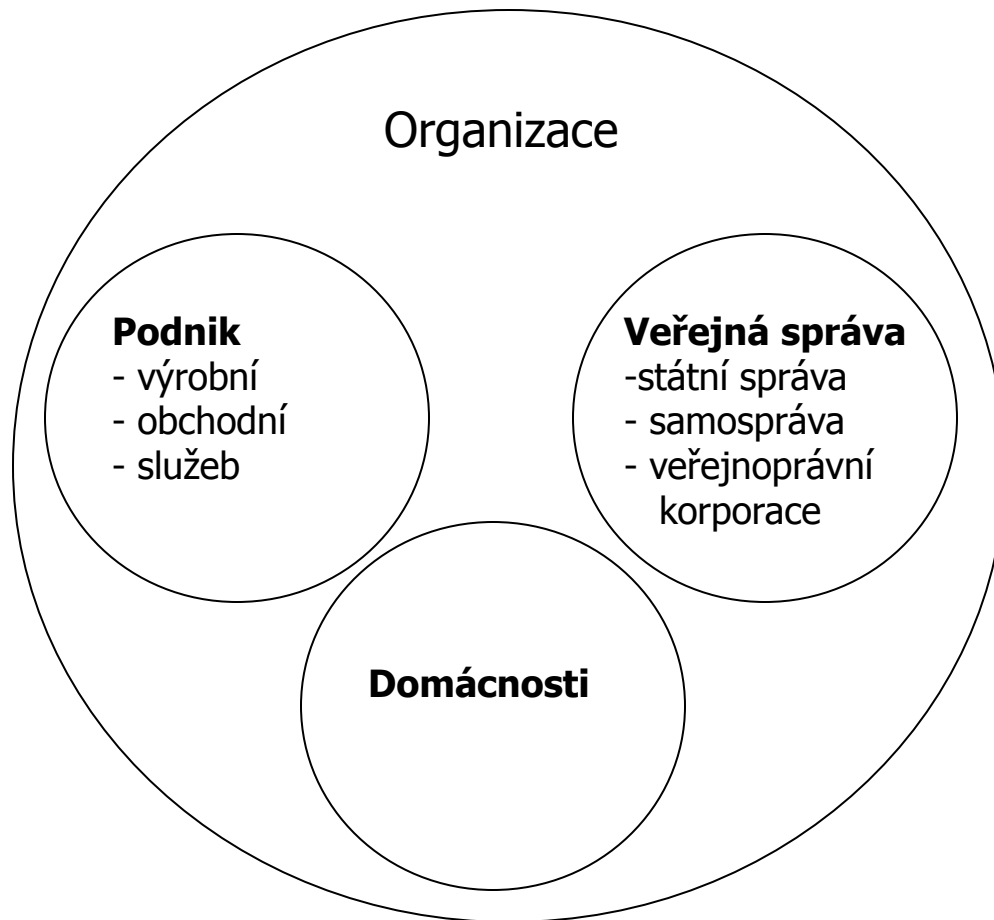 Organizace
Podnik
- výrobní
- obchodní
- služeb
Veřejná správa
-státní správa
- samospráva
- veřejnoprávní
korporace
Domácnosti